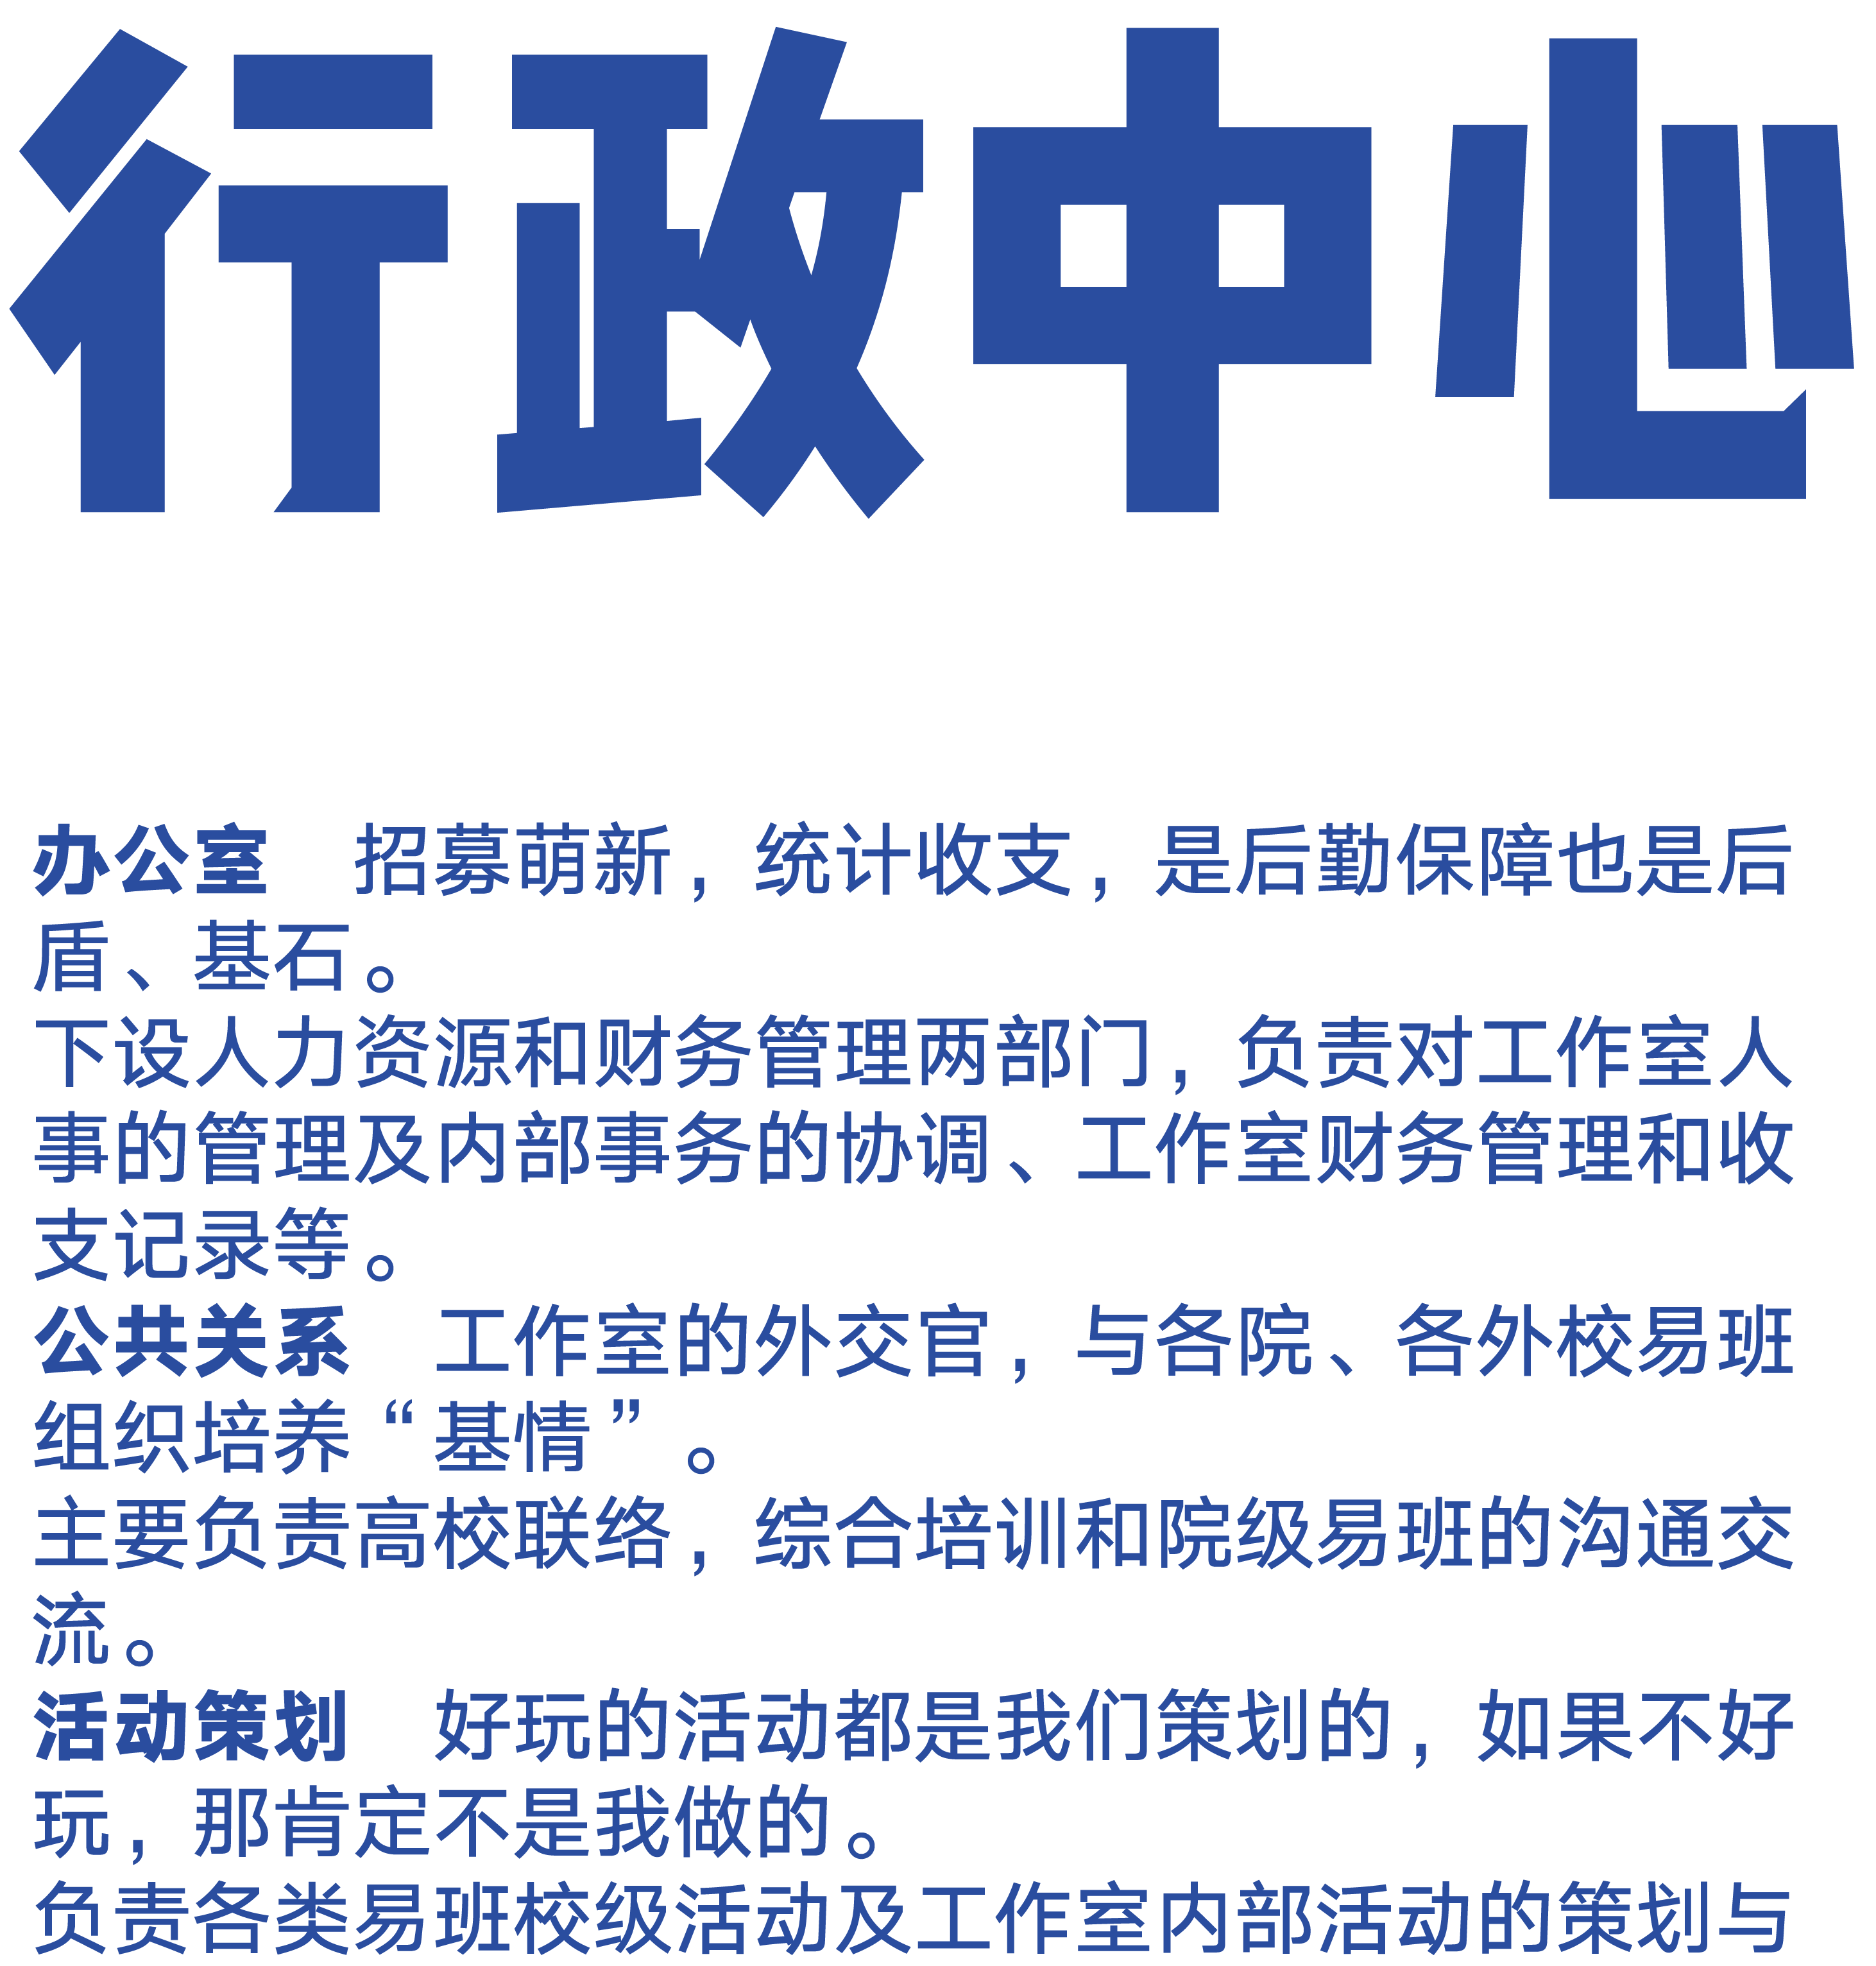 行政中心
办公室　招募萌新，统计收支，是后勤保障也是后
盾、基石。
下设人力资源和财务管理两部门，负责对工作室人
事的管理及内部事务的协调、工作室财务管理和收
支记录等。
公共关系　工作室的外交官，与各院、各外校易班
组织培养“基情”。
主要负责高校联络，综合培训和院级易班的沟通交
流。
活动策划　好玩的活动都是我们策划的，如果不好
玩，那肯定不是我做的。
负责各类易班校级活动及工作室内部活动的策划与